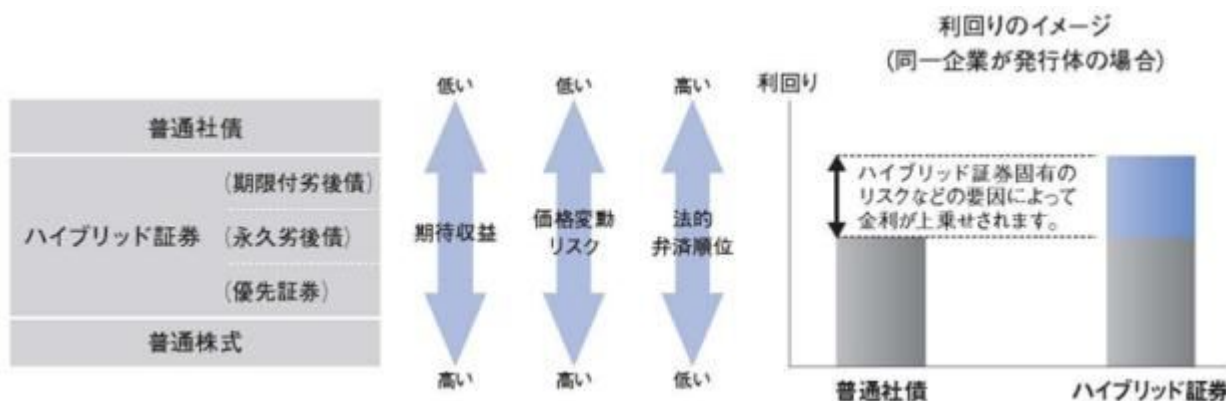 利回りのイメージ
(同一企業が発行体の場合)
低い
低い
高い
利回り
普通社債
ハイブリッド証券
(期限付劣後債)
(永久劣後債)
(優先証券)
普通株式
期待収益
価格変動
リスク
法的
弁済順位
高い
高い
低い
ハイブリッド証券固有の
リスクなどの要因によって
金利が上乗せされます。
普通社債
ハイブリッド証券